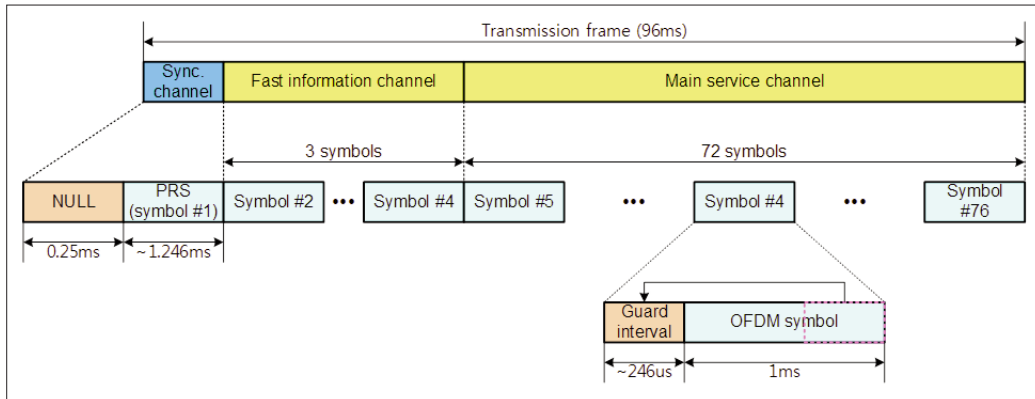 Transmission frame (96ms)
Sync.
channel
Fast information channel
Main service channel
3 symbols
72 symbols
NULL
PRS
(symbol #1)
Symbol #2
•••
Symbol #4
Symbol #5
•••
Symbol #4
•••
Symbol
#76
0.25ms
~1.246ms
Guard
interval
OFDM symbol
~246us
1ms